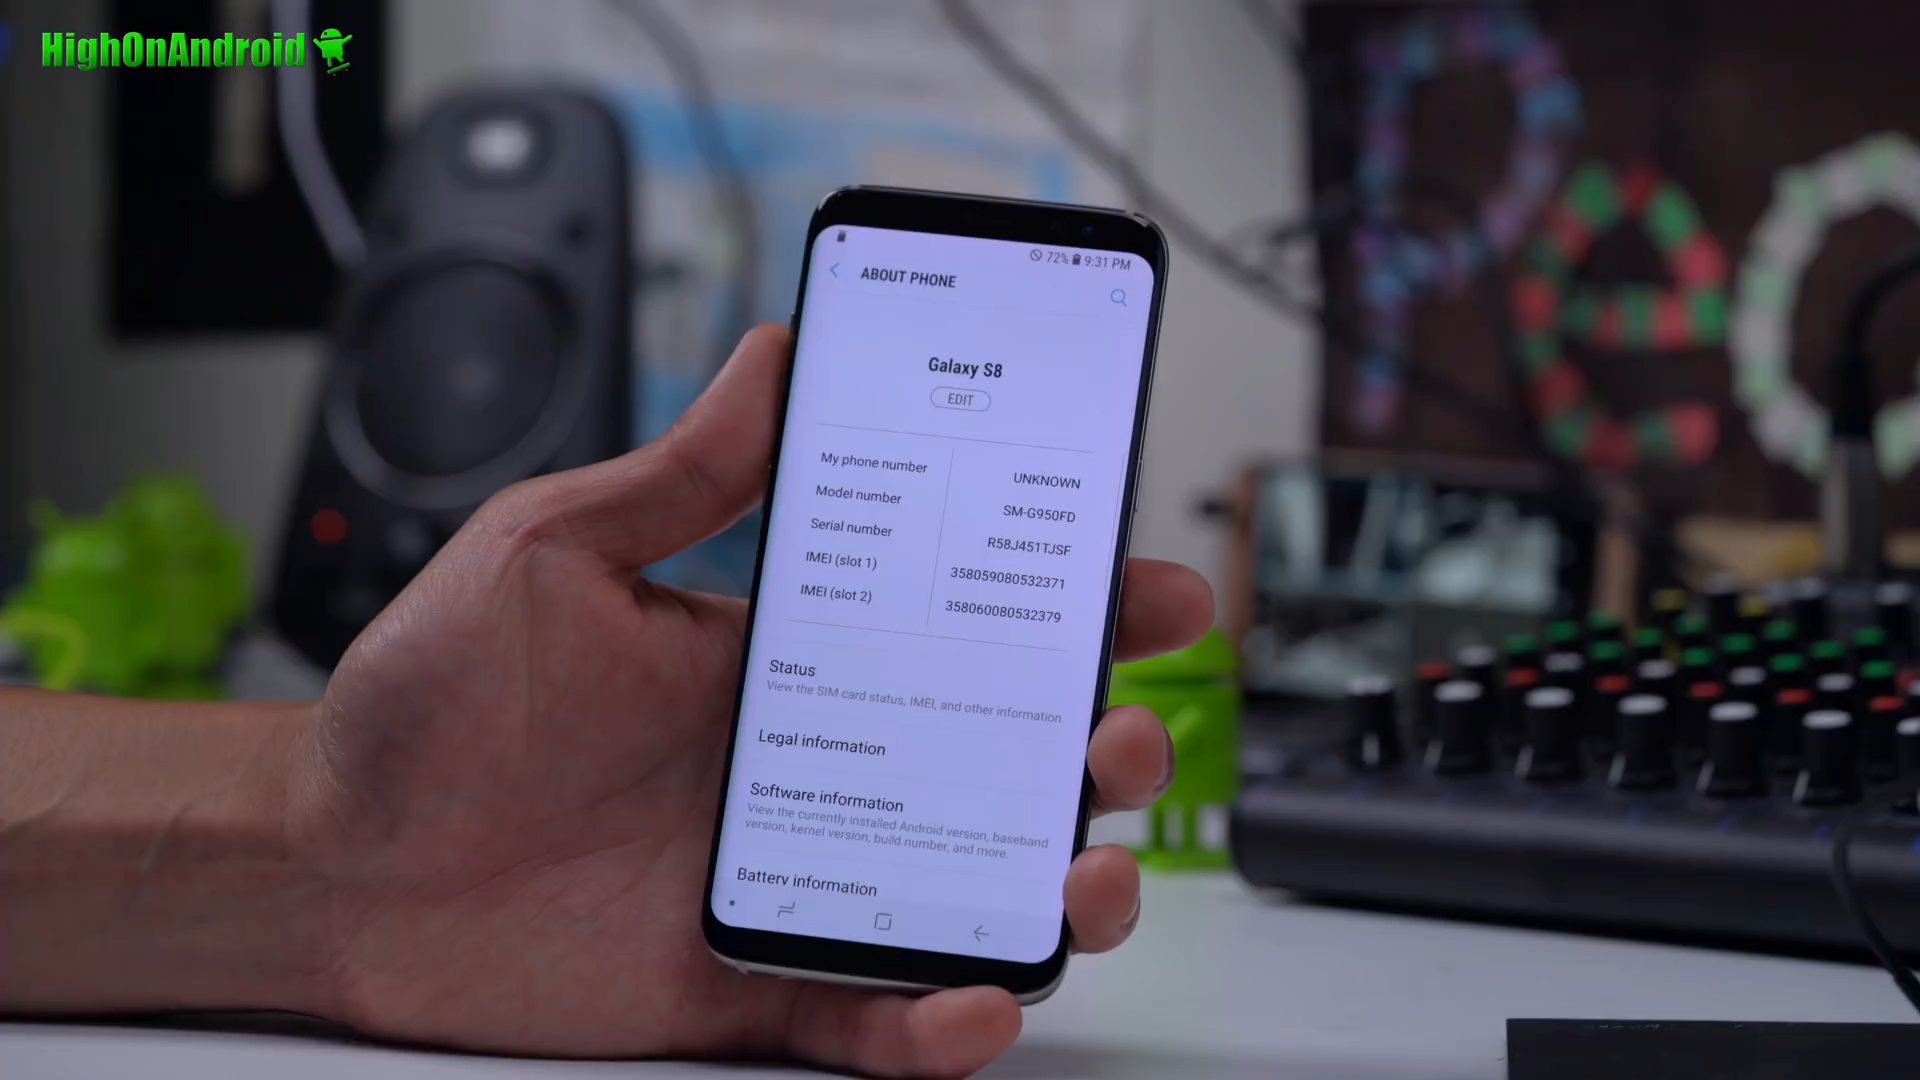 HighOnAndroid
72% 9:31 PM
ABOUT PHONE
Galaxy S8
EDIT
My phone number UNKNOWN
Model number SM-G950FD
Serial number R58J451TJSF
IMEI (slot 1) 358059080532371
IMEI (slot 2) 358060080532379
Status
View the SIM card status, IMEI, and other information.
Legal information
Software information
View the currently installed Android version, baseband
version, kernel version, build number, and more.
Battery information